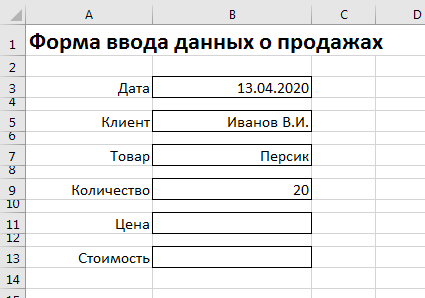 A B C D
1 Форма ввода данных о продажах
2
3 Дата 13.04.2020
4
5 Клиент Иванов В.И.
6
7 Товар Персик
8
9 Количество 20
10
11 Цена
12
13 Стоимость
14